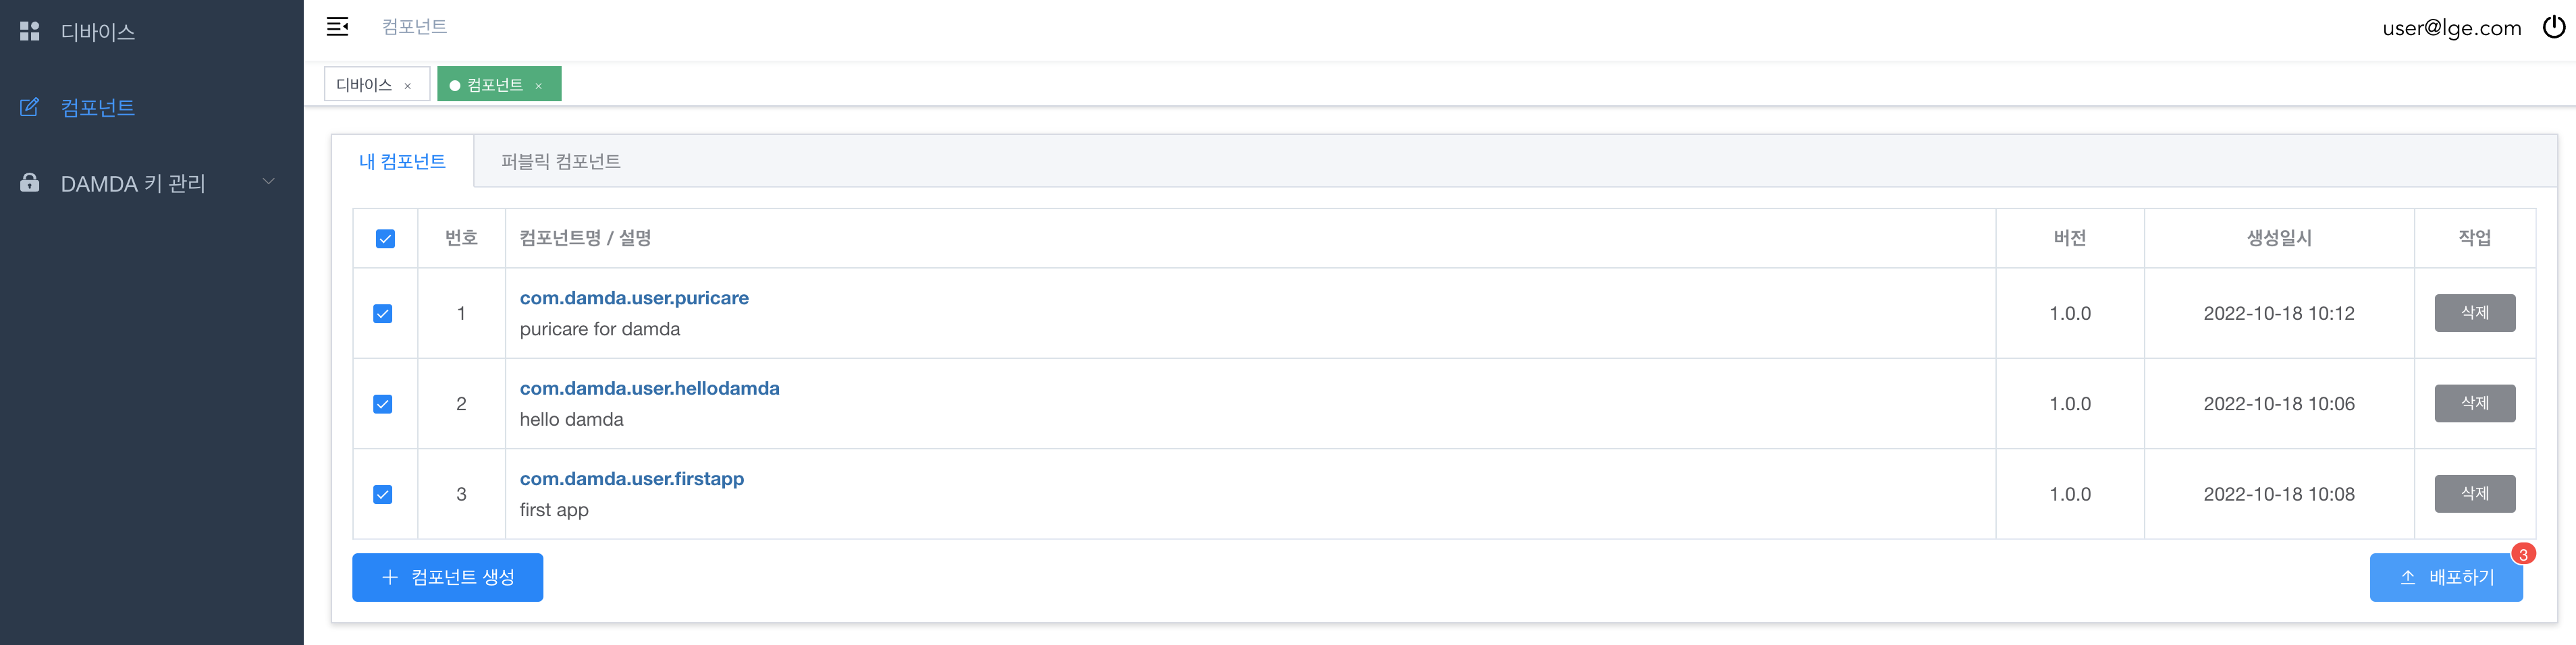 디바이스
컴포넌트
DAMDA 키 관리
컴포넌트
user@lge.com
디바이스 ×
컴포넌트 ×
내 컴포넌트
퍼블릭 컴포넌트
번호 컴포넌트명 / 설명 버전 생성일시 작업
1 com.damda.user.puricare 1.0.0 2022-10-18 10:12 삭제
puricare for damda
2 com.damda.user.hellodamda 1.0.0 2022-10-18 10:06 삭제
hello damda
3 com.damda.user.firstapp 1.0.0 2022-10-18 10:08 삭제
first app
+ 컴포넌트 생성
배포하기 3